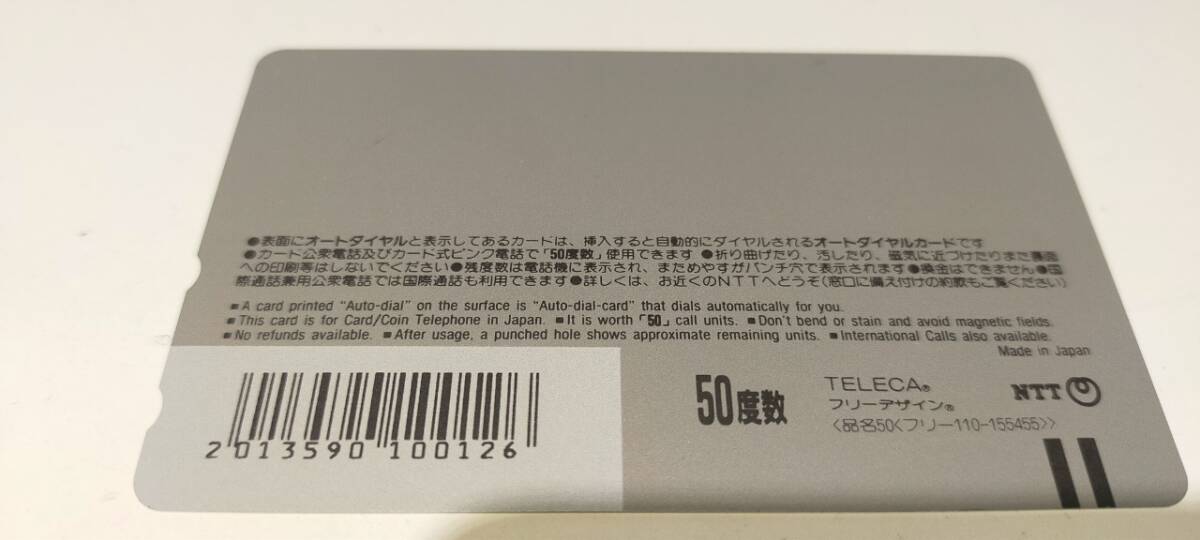 ●表面にオートダイヤルと表示してあるカードは、挿入すると自動的にダイヤルされるオートダイヤルカードです
●カード公衆電話及びカード式ピンク電話で「50度数」使用できます ●折り曲げたり、汚したり、磁気に近づけたりまた裏面
への印刷等はしないでください ●残度数は電話機に表示され、まためやすがパンチ穴で表示されます ●換金はできません ●国
際通話兼用公衆電話では国際通話も利用できます ●詳しくは、お近くのNTTへどうぞ(窓口に備え付けの約款もご覧ください)
■A card printed "Auto-dial" on the surface is "Auto-dial-card" that dials automatically for you.
■This card is for Card/Coin Telephone in Japan. ■It is worth「50」call units. ■Don't bend or stain and avoid magnetic fields.
■No refunds available. ■After usage, a punched hole shows approximate remaining units. ■International Calls also available.
Made in Japan
2 013590 100126
50度数
TELECA®
フリーデザイン®
〈品名50〈フリー110-155455〉〉
NTT